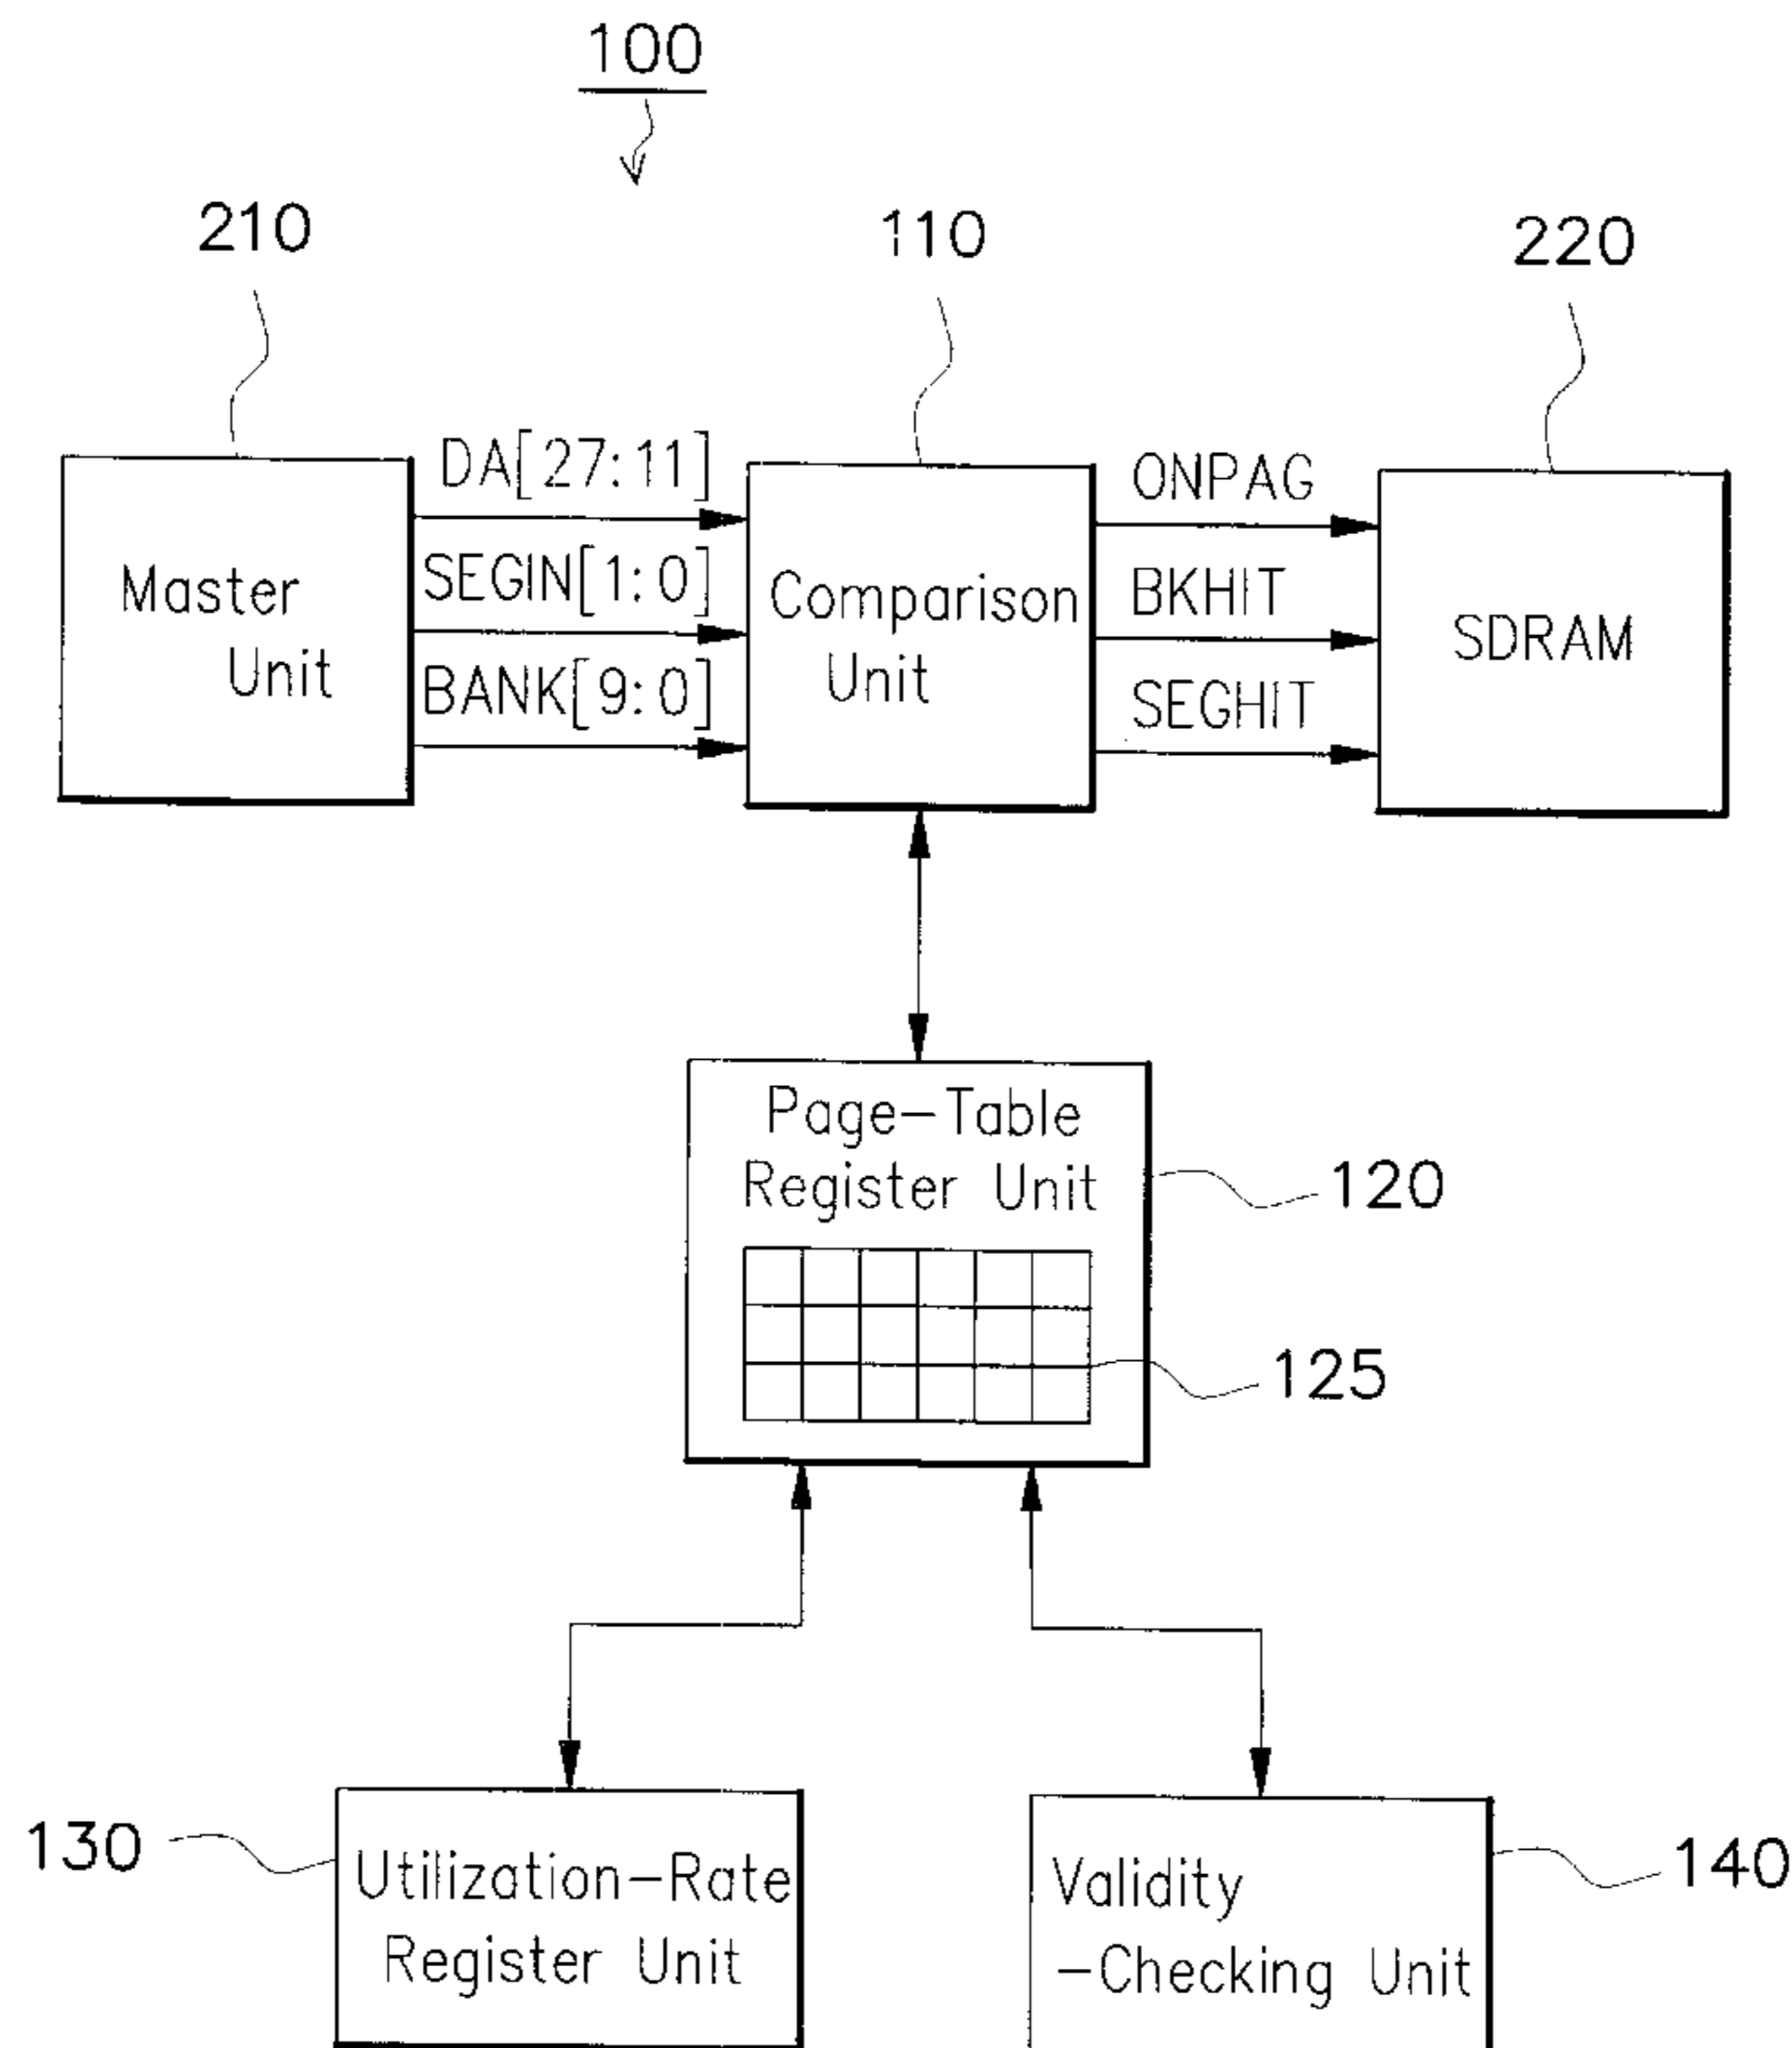 100
210
110
220
DA[27:11]
ONPAG
Master
Unit
SEGIN[1:0]
Comparison
Unit
BKHIT
SDRAM
BANK[9:0]
SEGHIT
Page-Table
Register Unit
120
125
130
Utilization-Rate
Register Unit
Validity
-Checking Unit
140